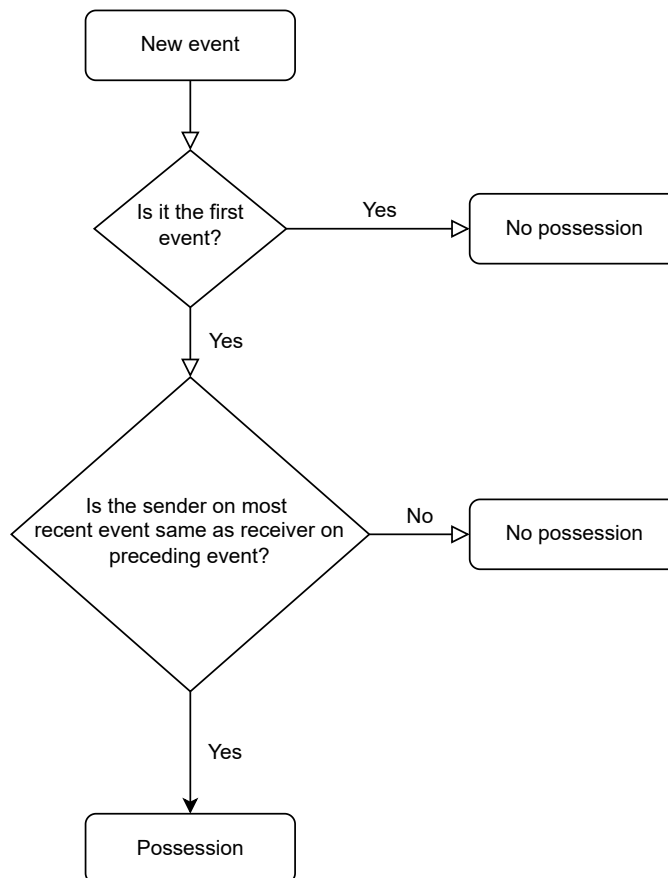 New event
Is it the first
event?
Yes
No possession
Yes
Is the sender on most
recent event same as receiver on
preceding event?
No
No possession
Yes
Possession